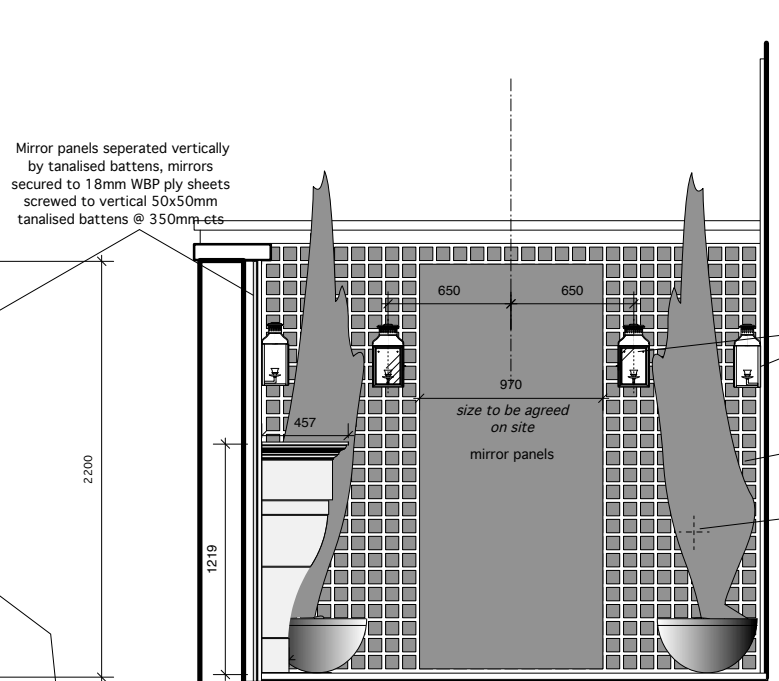 Mirror panels seperated vertically
by tanalised battens, mirrors
secured to 18mm WBP ply sheets
screwed to vertical 50x50mm
tanalised battens @ 350mm cts
650
650
970
size to be agreed
on site
mirror panels
457
2200
1219